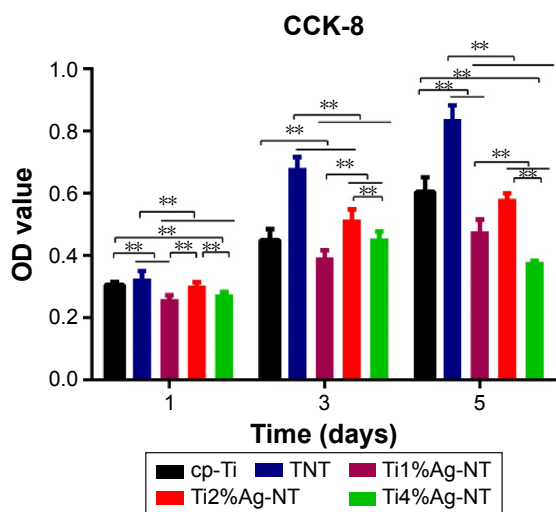 CCK-8
OD value
1.0
0.8
0.6
0.4
0.2
0.0
** ** ** ** **
** ** ** **
** ** ** ** **
1 3 5
Time (days)
cp-Ti TNT Ti1%Ag-NT
Ti2%Ag-NT Ti4%Ag-NT